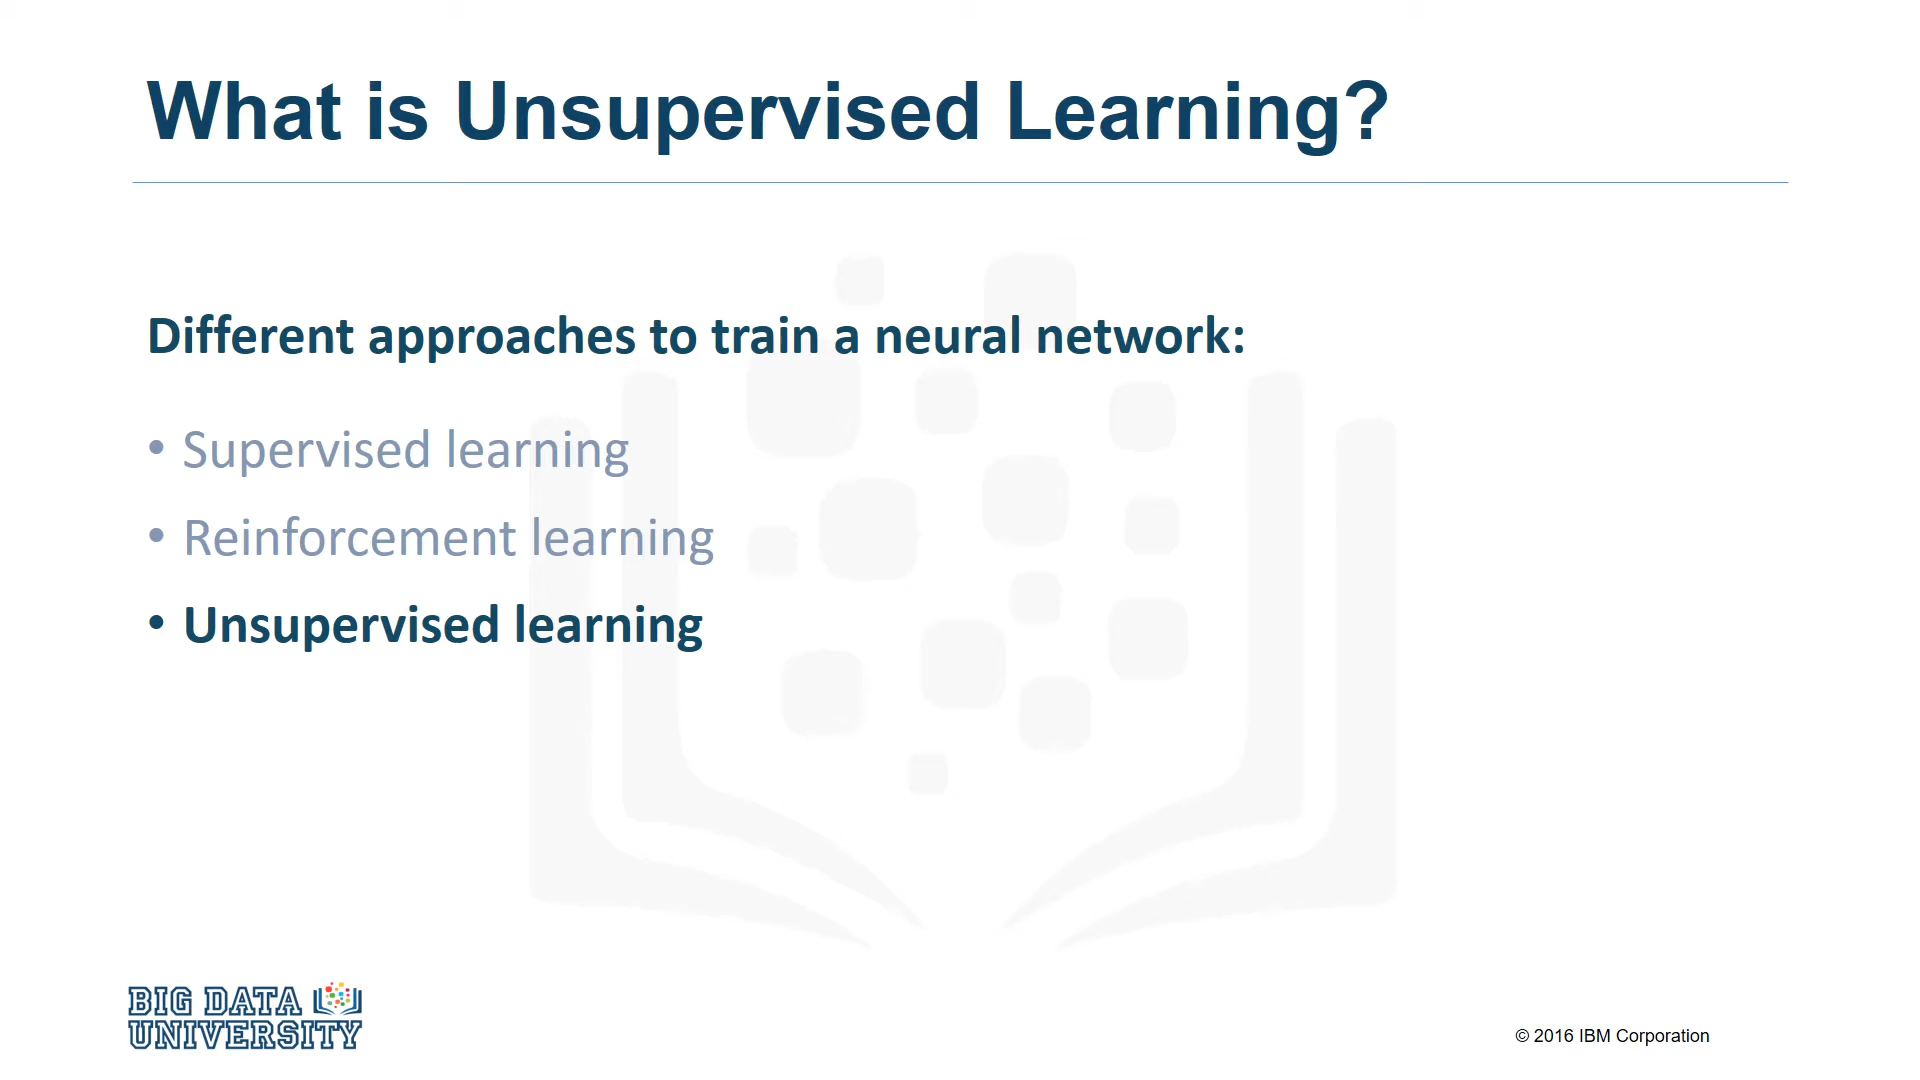 What is Unsupervised Learning?
Different approaches to train a neural network:
• Supervised learning
• Reinforcement learning
• Unsupervised learning
BIG DATA
UNIVERSITY
© 2016 IBM Corporation